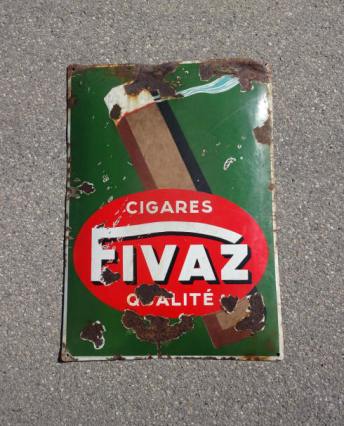 CIGARES
FIVAZ
QUALITÉ